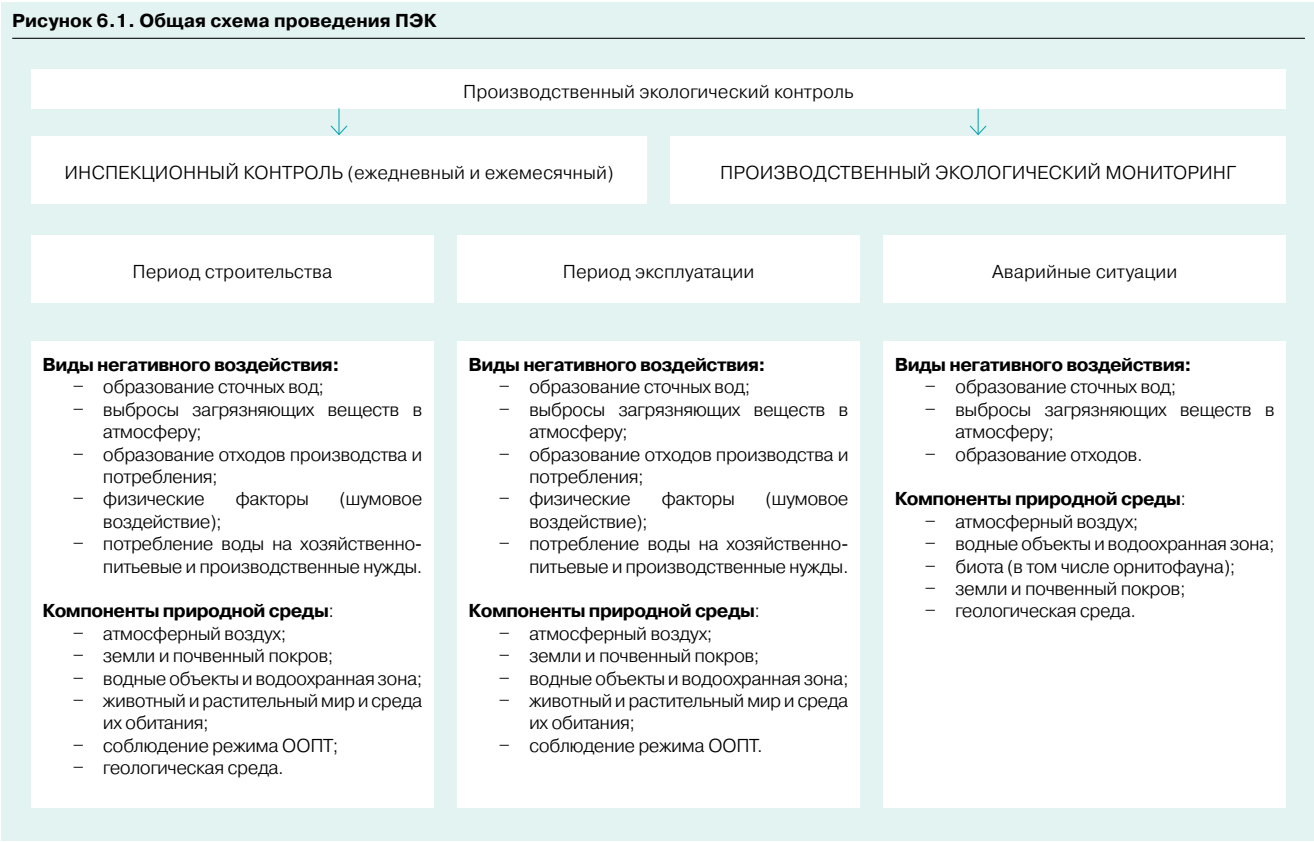 Рисунок 6.1. Общая схема проведения ПЭК
Производственный экологический контроль
ИНСПЕКЦИОННЫЙ КОНТРОЛЬ (ежедневный и ежемесячный)
ПРОИЗВОДСТВЕННЫЙ ЭКОЛОГИЧЕСКИЙ МОНИТОРИНГ
Период строительства
Период эксплуатации
Аварийные ситуации
Виды негативного воздействия:
– образование сточных вод;
– выбросы загрязняющих веществ в
атмосферу;
– образование отходов производства и
потребления;
– физические факторы (шумовое
воздействие);
– потребление воды на хозяйственно-
питьевые и производственные нужды.
Компоненты природной среды:
– атмосферный воздух;
– земли и почвенный покров;
– водные объекты и водоохранная зона;
– животный и растительный мир и среда
их обитания;
– соблюдение режима ООПТ;
– геологическая среда.
Виды негативного воздействия:
– образование сточных вод;
– выбросы загрязняющих веществ в
атмосферу;
– образование отходов производства и
потребления;
– физические факторы (шумовое
воздействие);
– потребление воды на хозяйственно-
питьевые и производственные нужды.
Компоненты природной среды:
– атмосферный воздух;
– земли и почвенный покров;
– водные объекты и водоохранная зона;
– животный и растительный мир и среда
их обитания;
– соблюдение режима ООПТ.
Виды негативного воздействия:
– образование сточных вод;
– выбросы загрязняющих веществ в
атмосферу;
– образование отходов.
Компоненты природной среды:
– атмосферный воздух;
– водные объекты и водоохранная зона;
– биота (в том числе орнитофауна);
– земли и почвенный покров;
– геологическая среда.